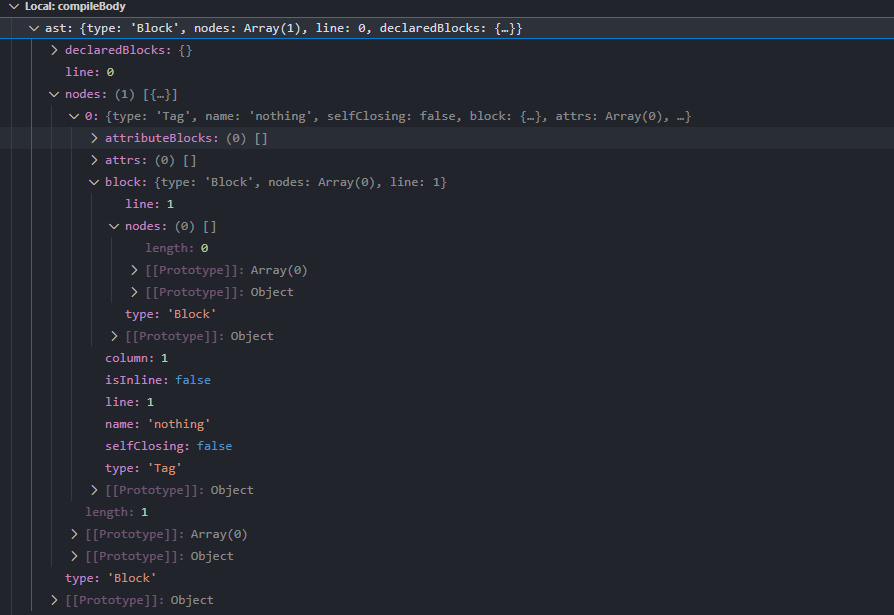 Local: compileBody
ast: {type: 'Block', nodes: Array(1), line: 0, declaredBlocks: {…}}
declaredBlocks: {}
line: 0
nodes: (1) [{…}]
0: {type: 'Tag', name: 'nothing', selfClosing: false, block: {…}, attrs: Array(0), …}
attributeBlocks: (0) []
attrs: (0) []
block: {type: 'Block', nodes: Array(0), line: 1}
line: 1
nodes: (0) []
length: 0
[[Prototype]]: Array(0)
[[Prototype]]: Object
type: 'Block'
[[Prototype]]: Object
column: 1
isInline: false
line: 1
name: 'nothing'
selfClosing: false
type: 'Tag'
[[Prototype]]: Object
length: 1
[[Prototype]]: Array(0)
[[Prototype]]: Object
type: 'Block'
[[Prototype]]: Object